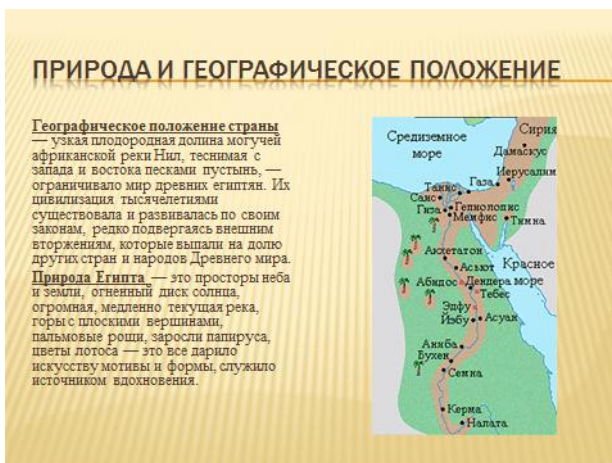 ПРИРОДА И ГЕОГРАФИЧЕСКОЕ ПОЛОЖЕНИЕ
Географическое положение страны
— узкая плодородная долина могучей
африканской реки Нил, теснимая с
запада и востока песками пустынь, —
ограничивало мир древних египтян. Их
цивилизация тысячелетиями
существовала и развивалась по своим
законам, редко подвергаясь внешним
вторжениям, которые выпали на долю
других стран и народов Древнего мира.
Природа Египта — это просторы неба
и земли, огненный диск солнца,
огромная, медленно текущая река,
горы с плоскими вершинами,
пальмовые рощи, заросли папируса,
цветы лотоса — это все дарило
искусству мотивы и формы, служило
источником вдохновения.
Средиземное
море
Сирия
Дамаскус
Иерусалим
Газа
Танис
Саис
Гиза
Гелиополис
Мемфис
Тимна
Ахетатон
Асьют
Красное
море
Абидос
Дендера
Тебес
Эдфу
Йэбу
Асуан
Аниба
Бухен
Семна
Керма
Напата